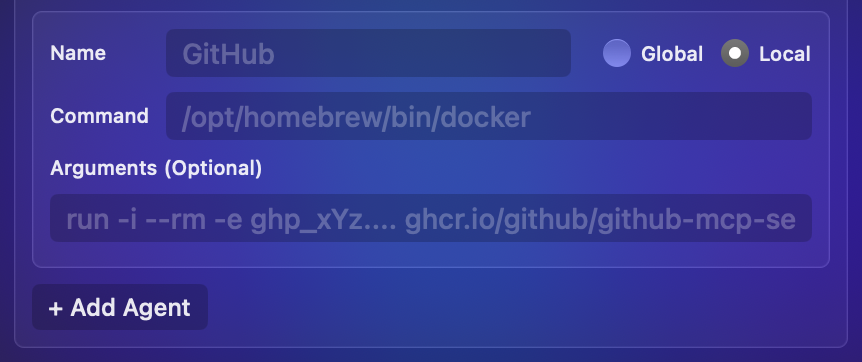 Name GitHub Global Local
Command /opt/homebrew/bin/docker
Arguments (Optional)
run -i --rm -e ghp_xYz.... ghcr.io/github/github-mcp-se
+ Add Agent